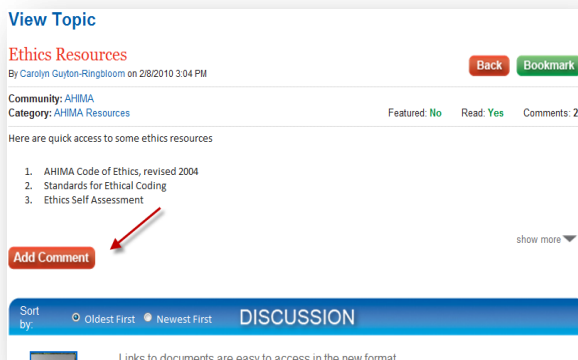 View Topic
Ethics Resources
By Carolyn Guyton-Ringbloom on 2/8/2010 3:04 PM
Back Bookmark
Community: AHIMA
Category: AHIMA Resources
Featured: No Read: Yes Comments: 2
Here are quick access to some ethics resources
1. AHIMA Code of Ethics, revised 2004
2. Standards for Ethical Coding
3. Ethics Self Assessment
show more
Add Comment
Sort by: Oldest First Newest First DISCUSSION
Links to documents are easy to access in the new format